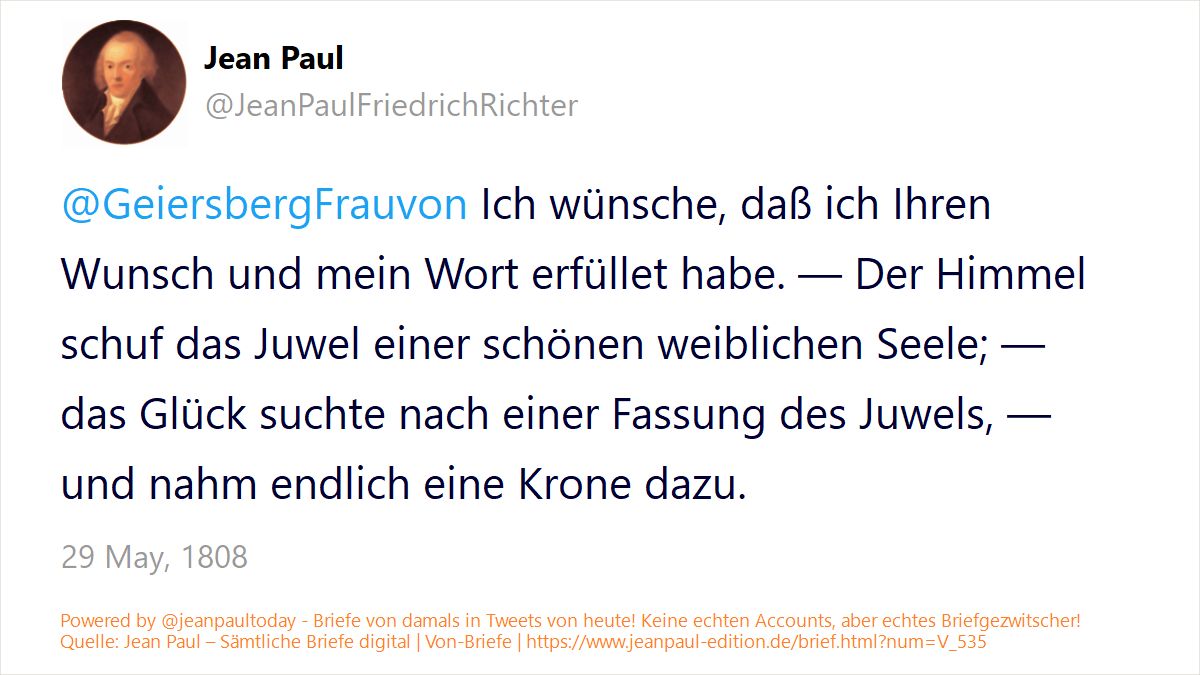 Jean Paul
@JeanPaulFriedrichRichter
@GeiersbergFrauvon Ich wünsche, daß ich Ihren
Wunsch und mein Wort erfüllet habe. — Der Himmel
schuf das Juwel einer schönen weiblichen Seele; —
das Glück suchte nach einer Fassung des Juwels, —
und nahm endlich eine Krone dazu.
29 May, 1808
Powered by @jeanpaultoday - Briefe von damals in Tweets von heute! Keine echten Accounts, aber echtes Briefgezwitscher!
Quelle: Jean Paul – Sämtliche Briefe digital | Von-Briefe | https://www.jeanpaul-edition.de/brief.html?num=V_535